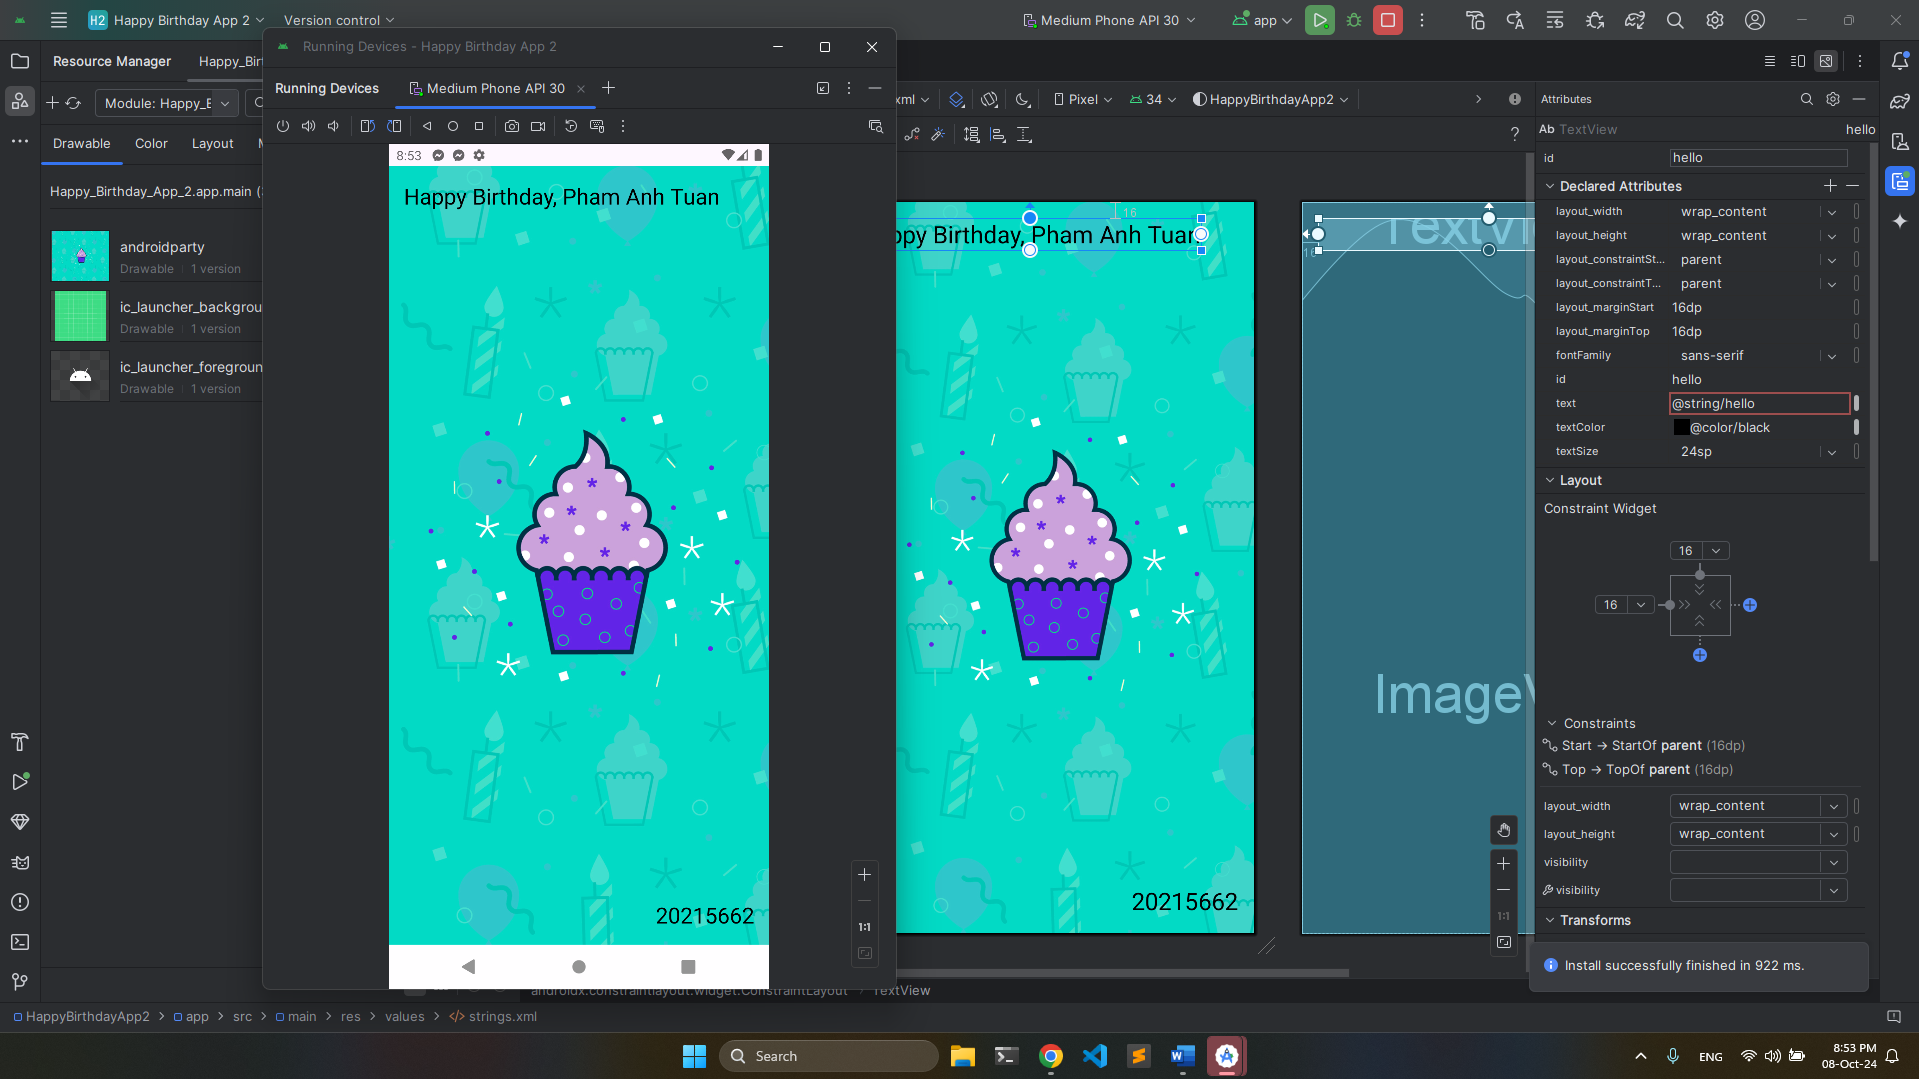 H2 Happy Birthday App 2
Version control
Medium Phone API 30
app
Running Devices - Happy Birthday App 2
Resource Manager
Happy_Bir
Running Devices
Medium Phone API 30
Module: Happy_E
Drawable
Color
Layout
Happy_Birthday_App_2.app.main (
androidparty
Drawable
1 version
ic_launcher_backgrou
Drawable
1 version
ic_launcher_foregroun
Drawable
1 version
8:53
Happy Birthday, Pham Anh Tuan
20215662
1:1
xml
Pixel
34
HappyBirthdayApp2
16
ppy Birthday, Pham Anh Tuan
20215662
TextVi
16
ImageV
1:1
Attributes
Ab TextView
hello
id
hello
Declared Attributes
layout_width
wrap_content
layout_height
wrap_content
layout_constraintSt...
parent
layout_constraintT...
parent
layout_marginStart
16dp
layout_marginTop
16dp
fontFamily
sans-serif
id
hello
text
@string/hello
textColor
@color/black
textSize
24sp
Layout
Constraint Widget
16
16
Constraints
Start → StartOf parent (16dp)
Top → TopOf parent (16dp)
layout_width
wrap_content
layout_height
wrap_content
visibility
visibility
Transforms
Install successfully finished in 922 ms.
androidx.constraintlayout.widget.ConstraintLayout
TextView
HappyBirthdayApp2 > app > src > main > res > values > </> strings.xml
Search
ENG
8:53 PM
08-Oct-24